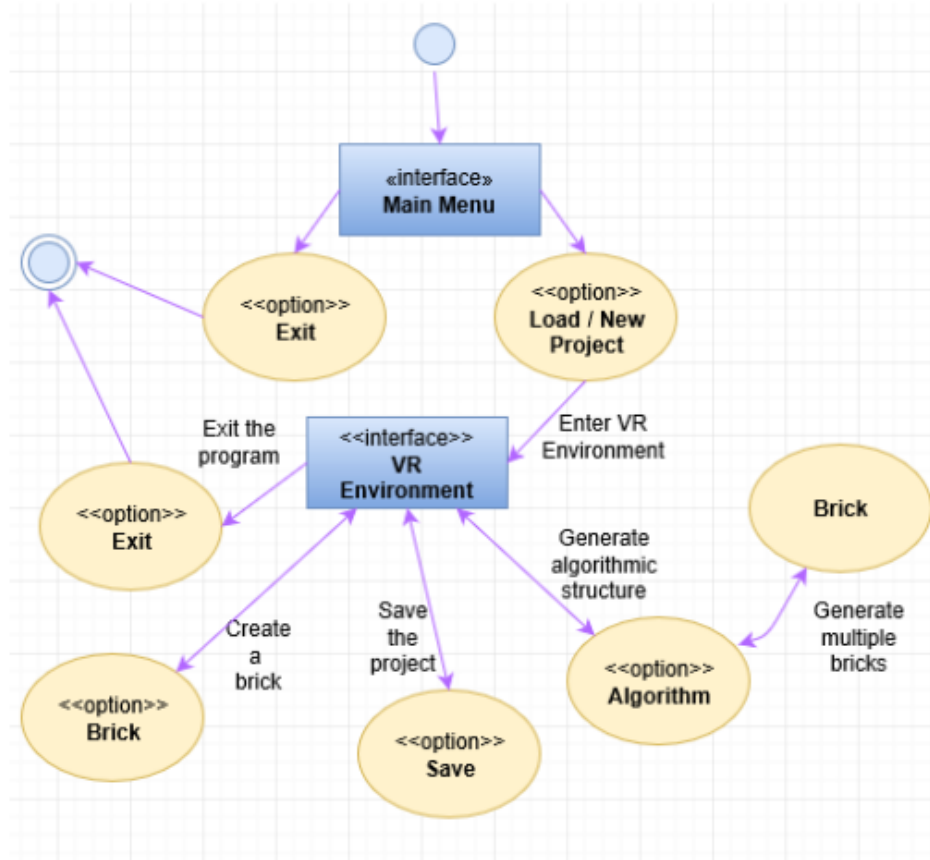 «interface»
Main Menu
<<option>>
Exit
<<option>>
Load / New
Project
Exit the
program
<<interface>>
VR
Environment
Enter VR
Environment
<<option>>
Exit
Brick
Generate
algorithmic
structure
Create
a
brick
Save
the
project
Generate
multiple
bricks
<<option>>
Brick
<<option>>
Save
<<option>>
Algorithm